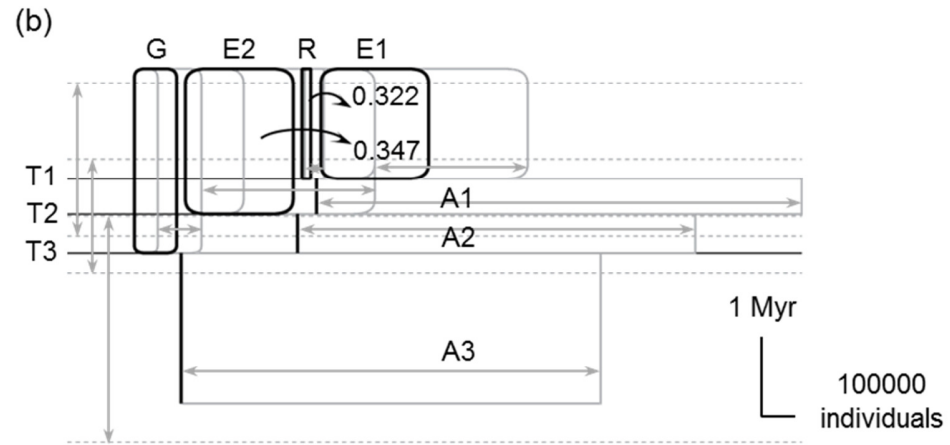 (b)
G E2 R E1
0.322
0.347
T1
A1
T2
A2
T3
1 Myr
A3
100000
individuals